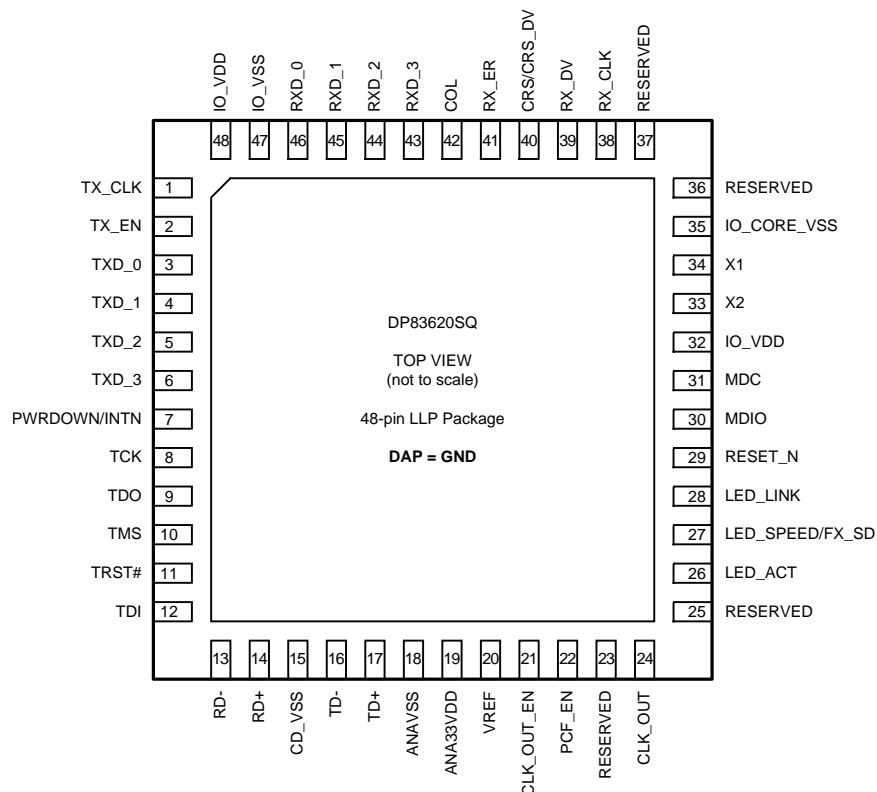 IO_VDD
IO_VSS
RXD_0
RXD_1
RXD_2
RXD_3
COL
RX_ER
CRS/CRS_DV
RX_DV
RX_CLK
RESERVED
48 47 46 45 44 43 42 41 40 39 38 37
TX_CLK 1
TX_EN 2
TXD_0 3
TXD_1 4
TXD_2 5
TXD_3 6
PWRDOWN/INTN 7
TCK 8
TDO 9
TMS 10
TRST# 11
TDI 12
DP83620SQ
TOP VIEW
(not to scale)
48-pin LLP Package
DAP = GND
36 RESERVED
35 IO_CORE_VSS
34 X1
33 X2
32 IO_VDD
31 MDC
30 MDIO
29 RESET_N
28 LED_LINK
27 LED_SPEED/FX_SD
26 LED_ACT
25 RESERVED
13 14 15 16 17 18 19 20 21 22 23 24
RD-
RD+
CD_VSS
TD-
TD+
ANAVSS
ANA33VDD
VREF
CLK_OUT_EN
PCF_EN
RESERVED
CLK_OUT